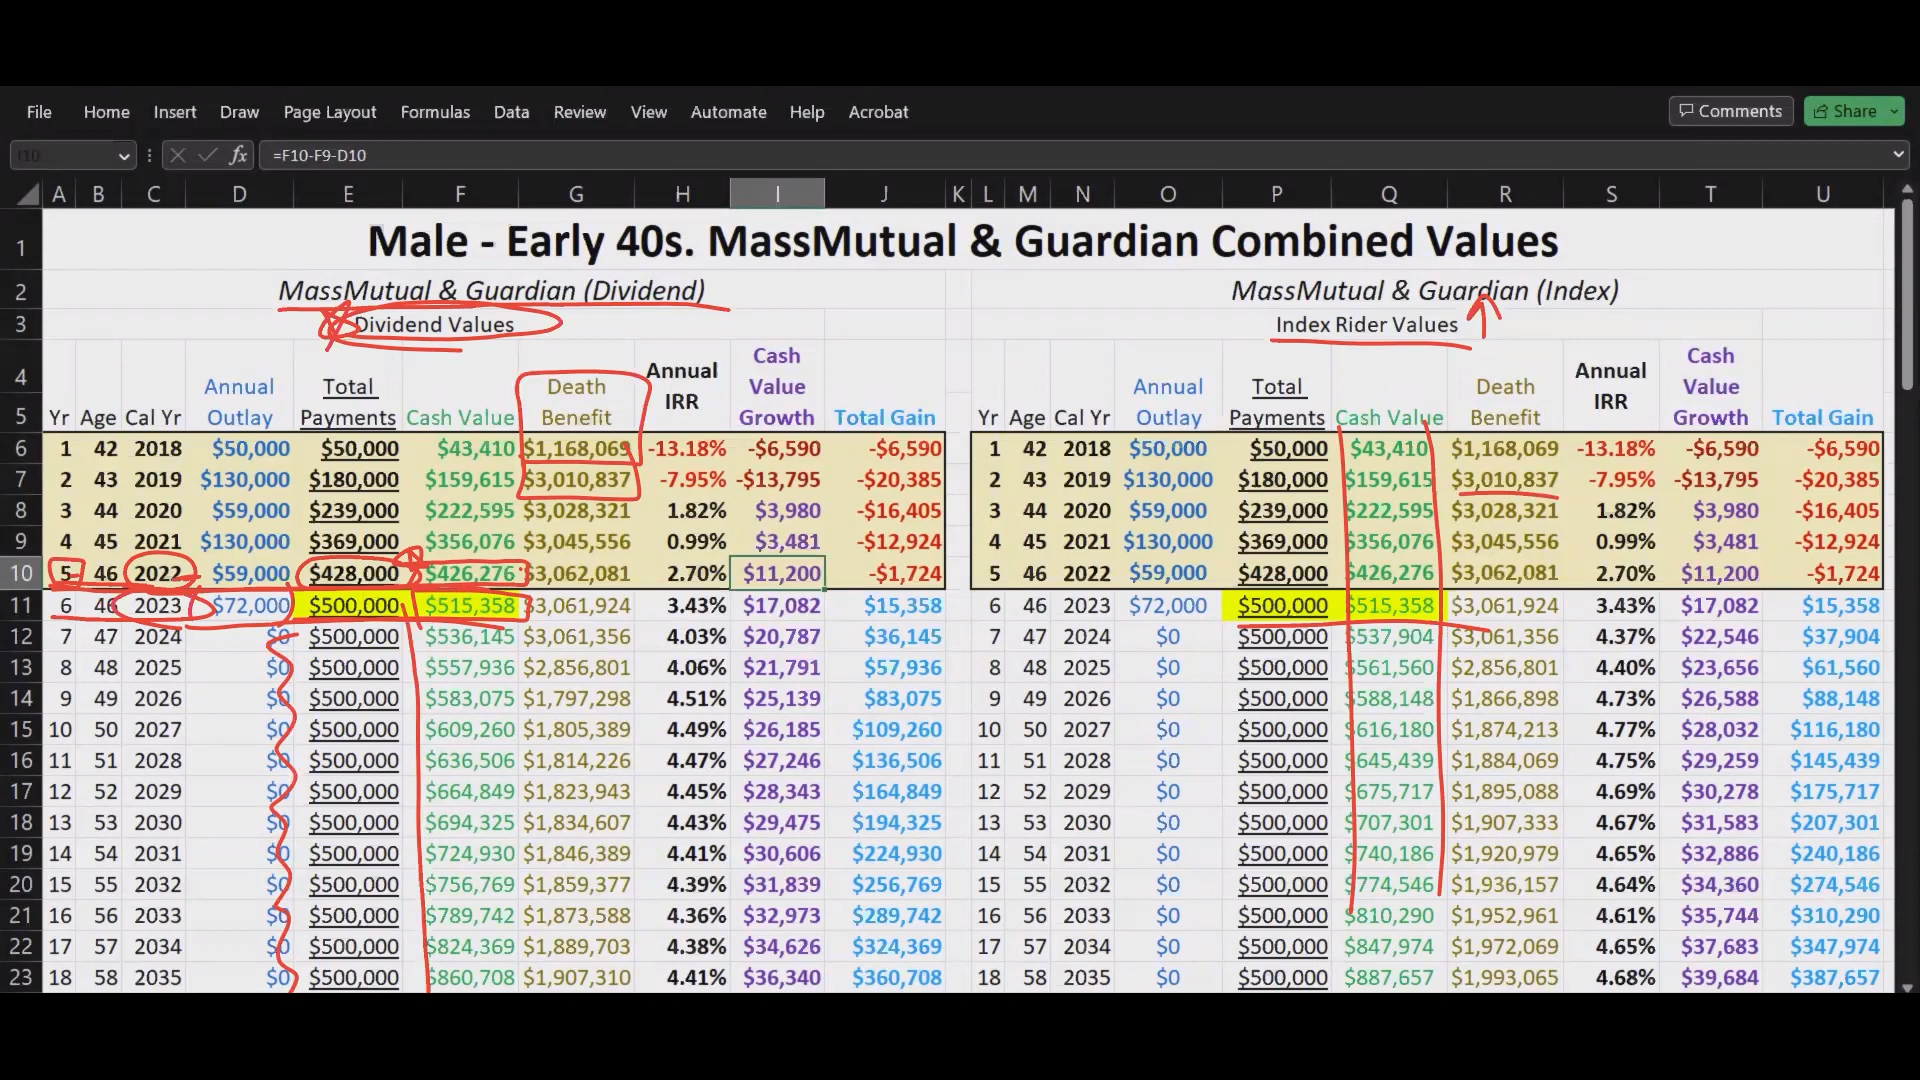 File Home Insert Draw Page Layout Formulas Data Review View Automate Help Acrobat Comments Share
I10 fx =F10-F9-D10
A B C D E F G H I J K L M N O P Q R S T U
1 Male - Early 40s. MassMutual & Guardian Combined Values
2 MassMutual & Guardian (Dividend) MassMutual & Guardian (Index)
3 Dividend Values Index Rider Values
Cash Cash
4 Annual Total Death Annual Value Annual Total Death Annual Value
IRR IRR
5 Yr Age Cal Yr Outlay Payments Cash Value Benefit Growth Total Gain Yr Age Cal Yr Outlay Payments Cash Value Benefit Growth Total Gain
6 1 42 2018 $50,000 $50,000 $43,410 $1,168,069 -13.18% -$6,590 -$6,590 1 42 2018 $50,000 $50,000 $43,410 $1,168,069 -13.18% -$6,590 -$6,590
7 2 43 2019 $130,000 $180,000 $159,615 $3,010,837 -7.95% -$13,795 -$20,385 2 43 2019 $130,000 $180,000 $159,615 $3,010,837 -7.95% -$13,795 -$20,385
8 3 44 2020 $59,000 $239,000 $222,595 $3,028,321 1.82% $3,980 -$16,405 3 44 2020 $59,000 $239,000 $222,595 $3,028,321 1.82% $3,980 -$16,405
9 4 45 2021 $130,000 $369,000 $356,076 $3,045,556 0.99% $3,481 -$12,924 4 45 2021 $130,000 $369,000 $356,076 $3,045,556 0.99% $3,481 -$12,924
10 5 46 2022 $59,000 $428,000 $426,276 $3,062,081 2.70% $11,200 -$1,724 5 46 2022 $59,000 $428,000 $426,276 $3,062,081 2.70% $11,200 -$1,724
11 6 46 2023 $72,000 $500,000 $515,358 $3,061,924 3.43% $17,082 $15,358 6 46 2023 $72,000 $500,000 $515,358 $3,061,924 3.43% $17,082 $15,358
12 7 47 2024 $0 $500,000 $536,145 $3,061,356 4.03% $20,787 $36,145 7 47 2024 $0 $500,000 $537,904 $3,061,356 4.37% $22,546 $37,904
13 8 48 2025 $0 $500,000 $557,936 $2,856,801 4.06% $21,791 $57,936 8 48 2025 $0 $500,000 $561,560 $2,856,801 4.40% $23,656 $61,560
14 9 49 2026 $0 $500,000 $583,075 $1,797,298 4.51% $25,139 $83,075 9 49 2026 $0 $500,000 $588,148 $1,866,898 4.73% $26,588 $88,148
15 10 50 2027 $0 $500,000 $609,260 $1,805,389 4.49% $26,185 $109,260 10 50 2027 $0 $500,000 $616,180 $1,874,213 4.77% $28,032 $116,180
16 11 51 2028 $0 $500,000 $636,506 $1,814,226 4.47% $27,246 $136,506 11 51 2028 $0 $500,000 $645,439 $1,884,069 4.75% $29,259 $145,439
17 12 52 2029 $0 $500,000 $664,849 $1,823,943 4.45% $28,343 $164,849 12 52 2029 $0 $500,000 $675,717 $1,895,088 4.69% $30,278 $175,717
18 13 53 2030 $0 $500,000 $694,325 $1,834,607 4.43% $29,475 $194,325 13 53 2030 $0 $500,000 $707,301 $1,907,333 4.67% $31,583 $207,301
19 14 54 2031 $0 $500,000 $724,930 $1,846,389 4.41% $30,606 $224,930 14 54 2031 $0 $500,000 $740,186 $1,920,979 4.65% $32,886 $240,186
20 15 55 2032 $0 $500,000 $756,769 $1,859,377 4.39% $31,839 $256,769 15 55 2032 $0 $500,000 $774,546 $1,936,157 4.64% $34,360 $274,546
21 16 56 2033 $0 $500,000 $789,742 $1,873,588 4.36% $32,973 $289,742 16 56 2033 $0 $500,000 $810,290 $1,952,961 4.61% $35,744 $310,290
22 17 57 2034 $0 $500,000 $824,369 $1,889,703 4.38% $34,626 $324,369 17 57 2034 $0 $500,000 $847,974 $1,972,069 4.65% $37,683 $347,974
23 18 58 2035 $0 $500,000 $860,708 $1,907,310 4.41% $36,340 $360,708 18 58 2035 $0 $500,000 $887,657 $1,993,065 4.68% $39,684 $387,657